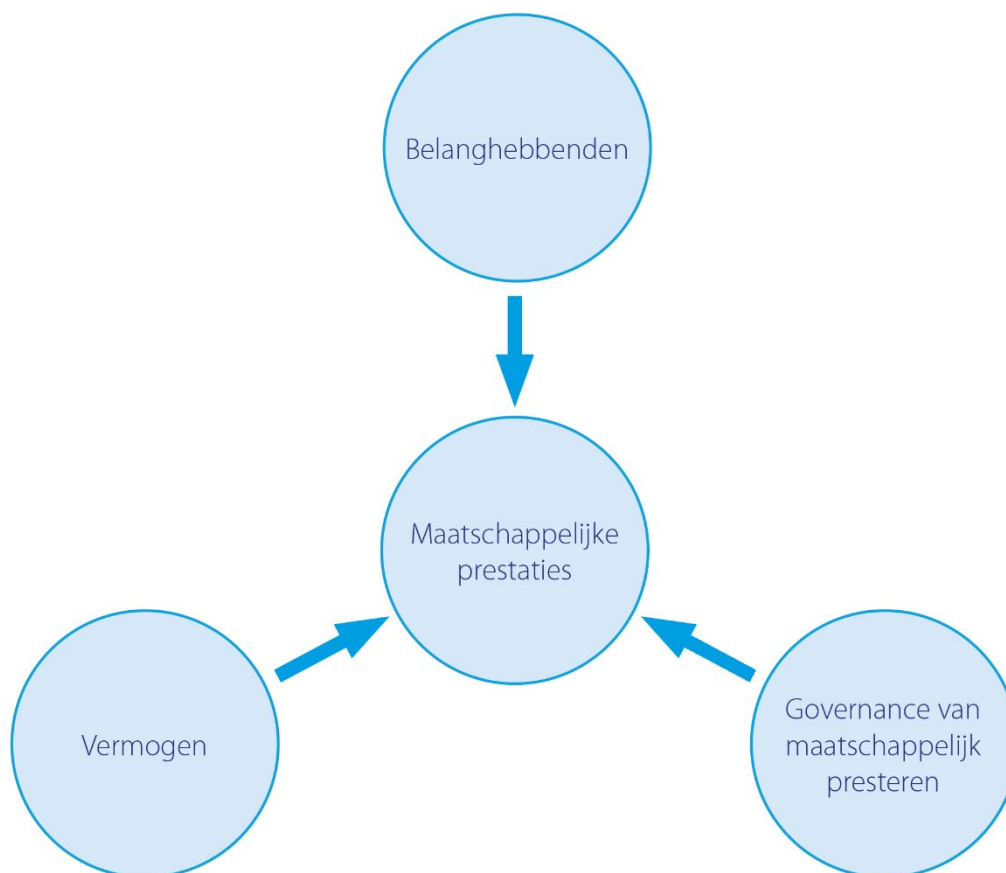 Belanghebbenden
Maatschappelijke
prestaties
Vermogen
Governance van
maatschappelijk
presteren